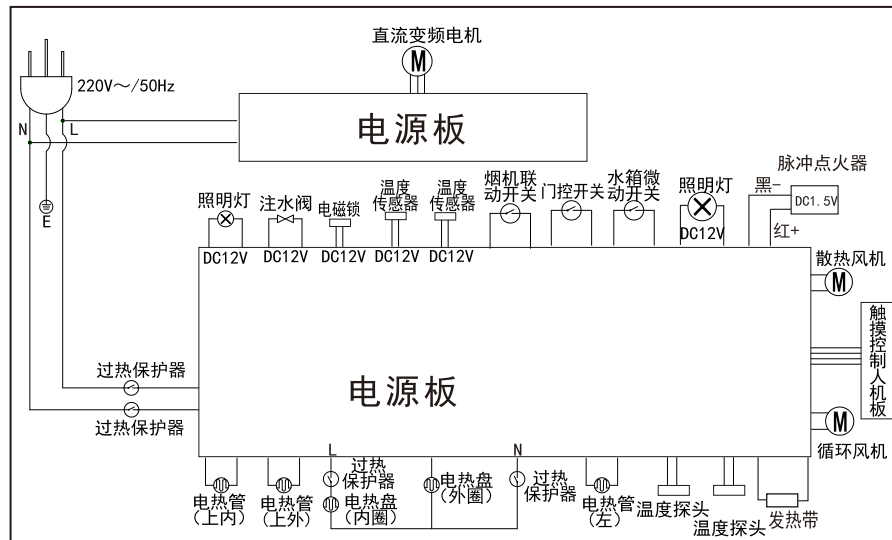 直流变频电机
M
220V～/50Hz
N
L
电源板
E
照明灯
DC12V
注水阀
DC12V
电磁锁
DC12V
温度
传感器
DC12V
温度
传感器
DC12V
烟机联
动开关
门控开关
水箱微
动开关
照明灯
DC12V
脉冲点火器
黑-
DC1.5V
红+
散热风机
M
触摸控制人机板
M
循环风机
过热保护器
过热保护器
电源板
L
N
电热管
(上内)
电热管
(上外)
过热
保护器
电热盘
(内圈)
电热盘
(外圈)
过热
保护器
电热管
(左)
温度探头
温度探头
发热带